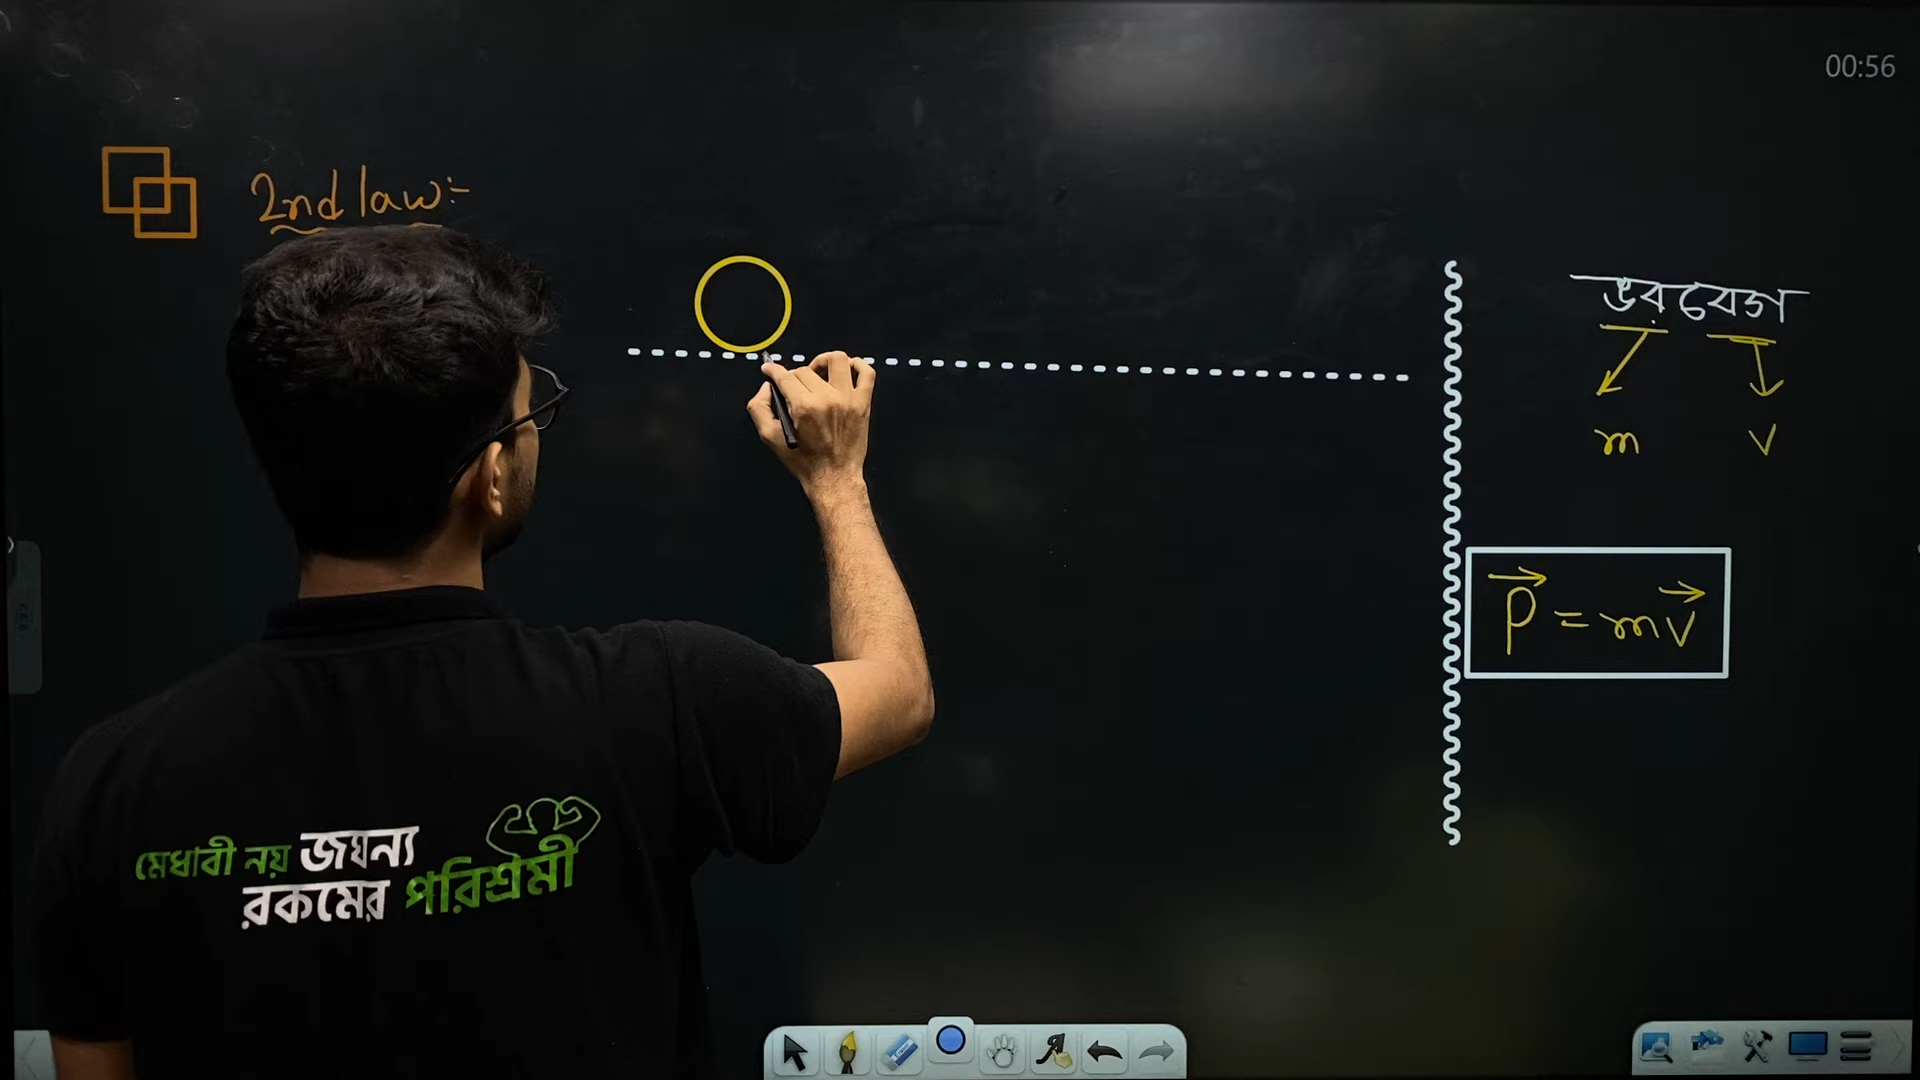 00:56
2nd law:-
ভরবেগ
m v
P = mv
মেধাবী নয় জঘন্য
রকমের পরিশ্রমী